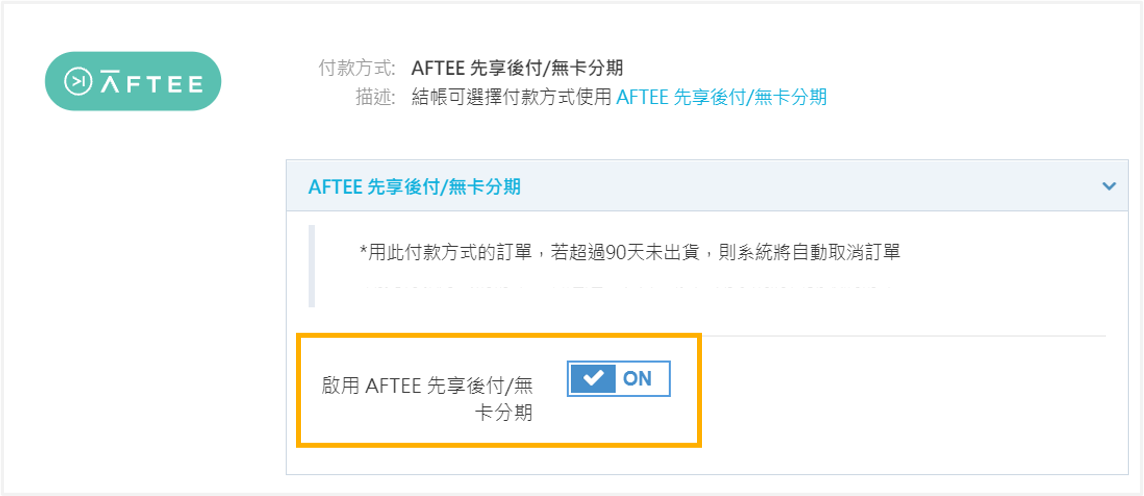 AFTEE
付款方式: AFTEE 先享後付/無卡分期
描述: 結帳可選擇付款方式使用 AFTEE 先享後付/無卡分期
AFTEE 先享後付/無卡分期
*用此付款方式的訂單，若超過90天未出貨，則系統將自動取消訂單
啟用 AFTEE 先享後付/無
卡分期
ON